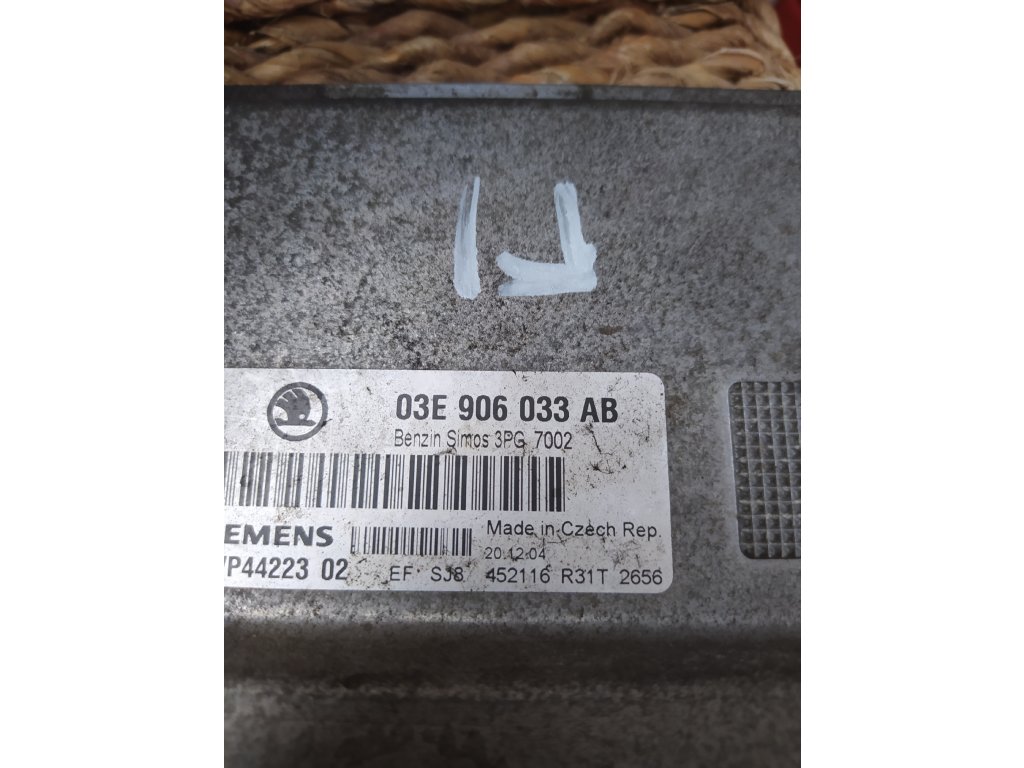 03E 906 033 AB
Benzin Simos 3PG 7002
EMENS
Made in Czech Rep.
20.12.04
P44223 02
EF SJ8 452116 R31T 2656